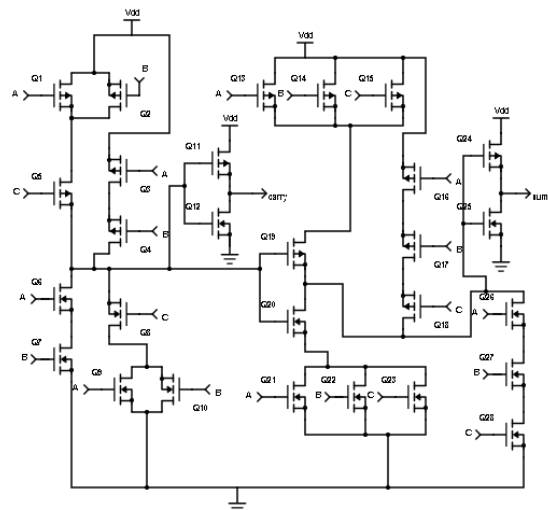 Vdd
Q1
B
A
Q2
Q5
C
Q3
A
Q4
B
Q11
Vdd
Q12
carry
Q6
A
Q7
B
Q8
C
Q9
A
B
Q10
Vdd
Q13
Q14
Q15
A
B
C
A
Q16
B
Q17
C
Q18
Q19
Q20
Q21
Q22
Q23
A
B
C
Vdd
Q24
Q25
sum
Q26
A
Q27
B
Q28
C